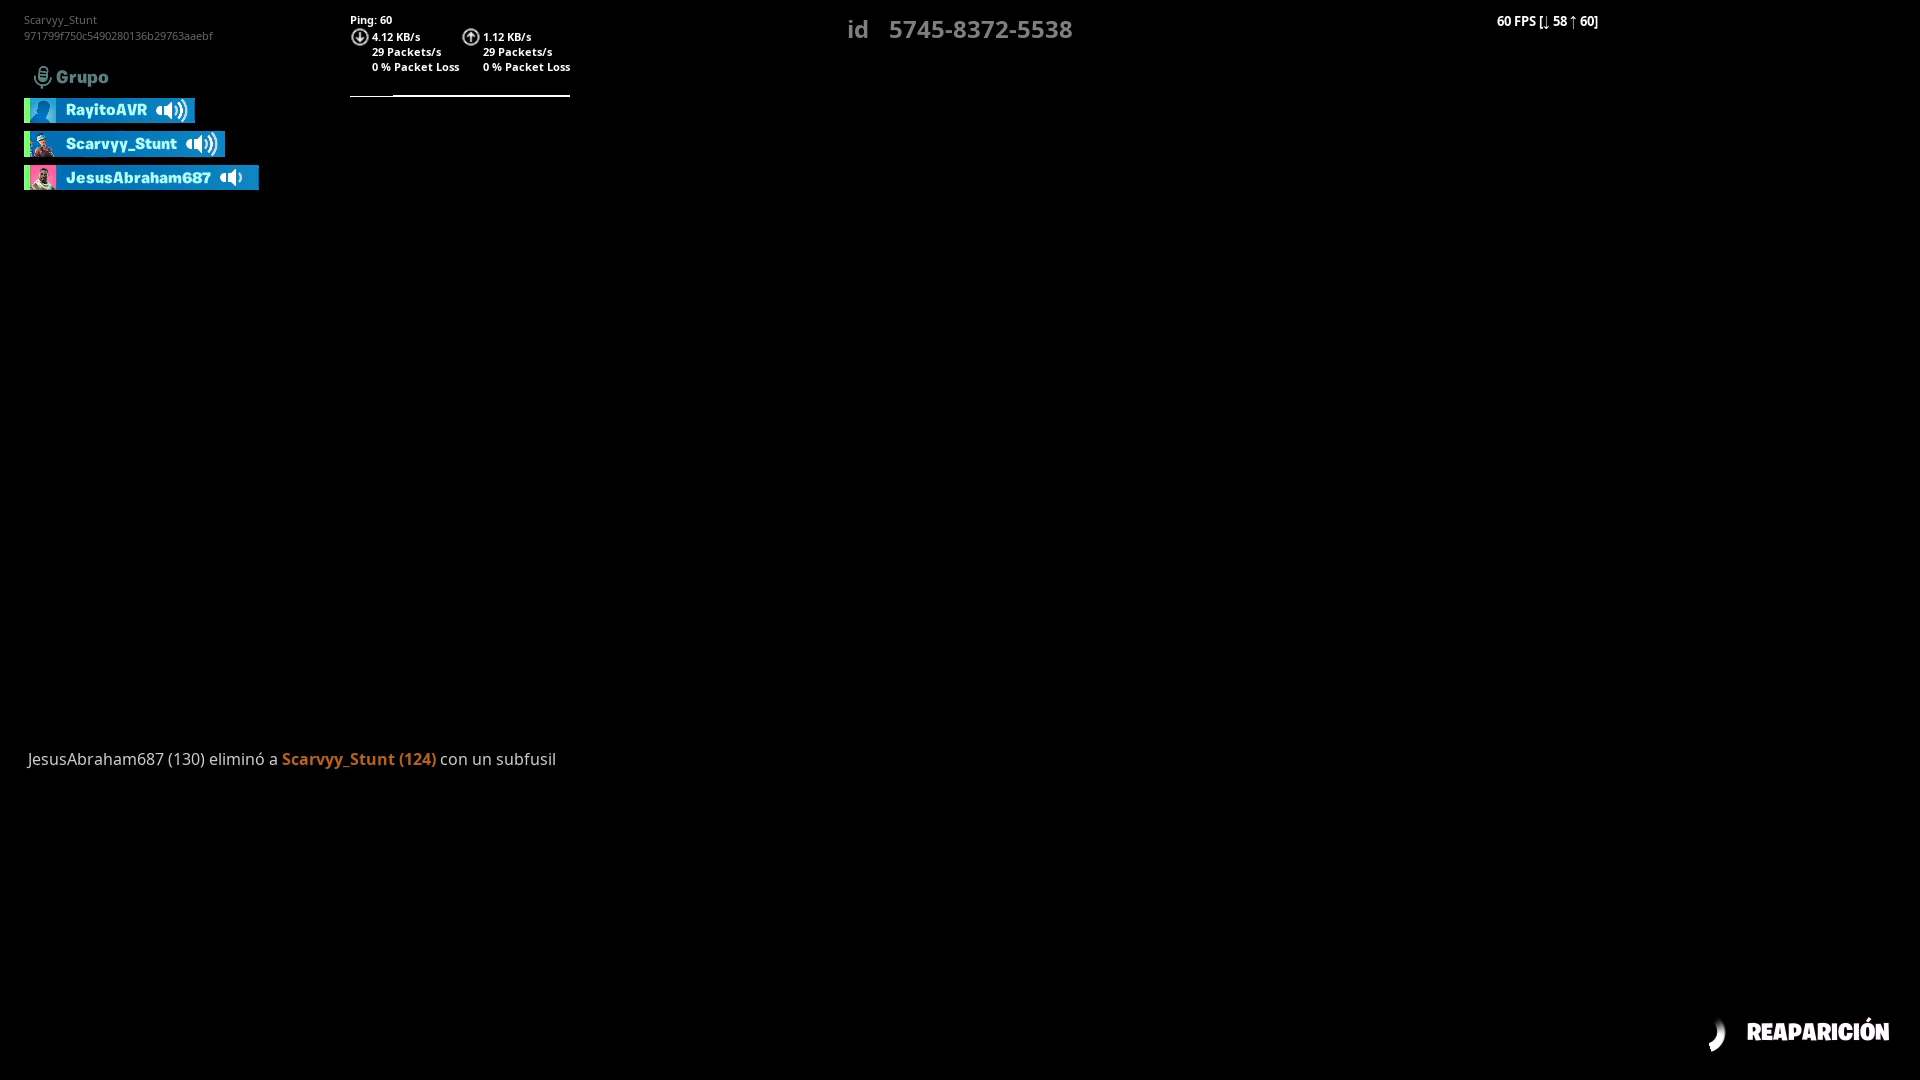 Scarvyy_Stunt
971799f750c5490280136b29763aaebf
Ping: 60
4.12 KB/s 1.12 KB/s
29 Packets/s 29 Packets/s
0 % Packet Loss 0 % Packet Loss
id 5745-8372-5538
60 FPS [↓ 58 ↑ 60]
Grupo
RayitoAVR
Scarvyy_Stunt
JesusAbraham687
JesusAbraham687 (130) eliminó a Scarvyy_Stunt (124) con un subfusil
REAPARICIÓN